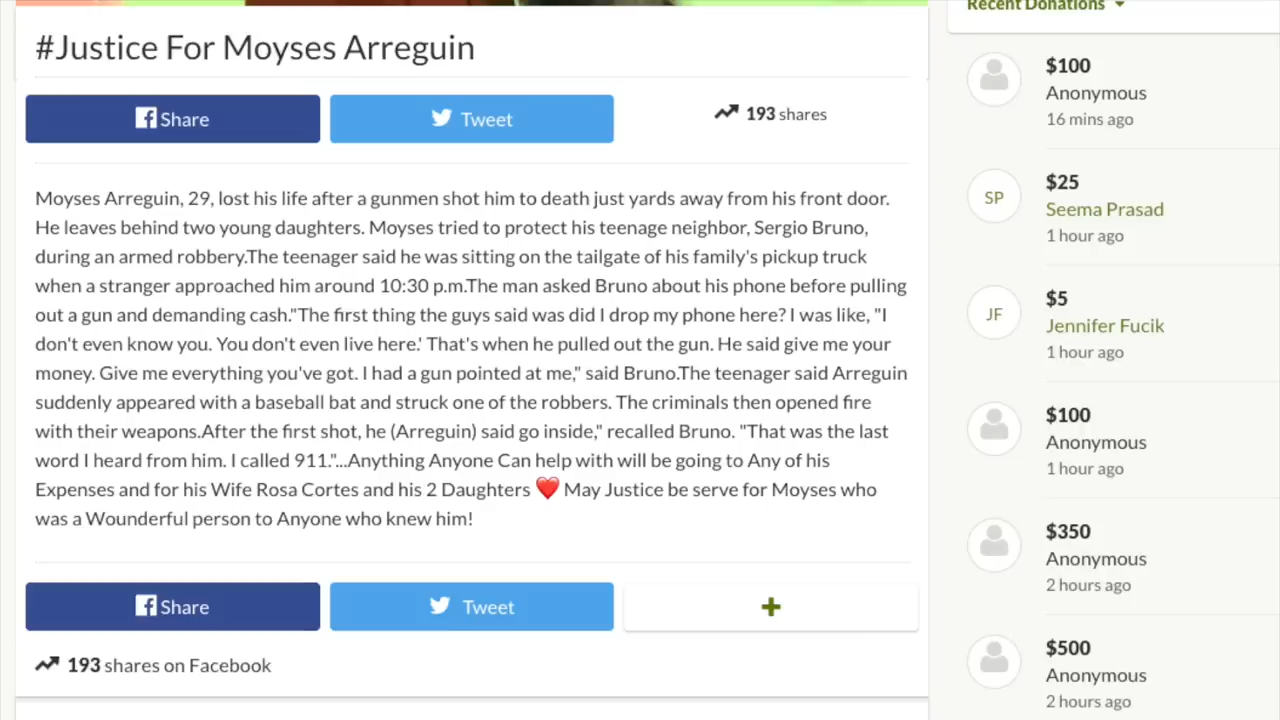 Recent Donations
#Justice For Moyses Arreguin
Share
Tweet
193 shares
Moyses Arreguin, 29, lost his life after a gunmen shot him to death just yards away from his front door.
He leaves behind two young daughters. Moyses tried to protect his teenage neighbor, Sergio Bruno,
during an armed robbery.The teenager said he was sitting on the tailgate of his family's pickup truck
when a stranger approached him around 10:30 p.m.The man asked Bruno about his phone before pulling
out a gun and demanding cash."The first thing the guys said was did I drop my phone here? I was like, "I
don't even know you. You don't even live here.' That's when he pulled out the gun. He said give me your
money. Give me everything you've got. I had a gun pointed at me," said Bruno.The teenager said Arreguin
suddenly appeared with a baseball bat and struck one of the robbers. The criminals then opened fire
with their weapons.After the first shot, he (Arreguin) said go inside," recalled Bruno. "That was the last
word I heard from him. I called 911."...Anything Anyone Can help with will be going to Any of his
Expenses and for his Wife Rosa Cortes and his 2 Daughters ❤️ May Justice be serve for Moyses who
was a Wounderful person to Anyone who knew him!
Share
Tweet
+
193 shares on Facebook
$100
Anonymous
16 mins ago
SP
$25
Seema Prasad
1 hour ago
JF
$5
Jennifer Fucik
1 hour ago
$100
Anonymous
1 hour ago
$350
Anonymous
2 hours ago
$500
Anonymous
2 hours ago